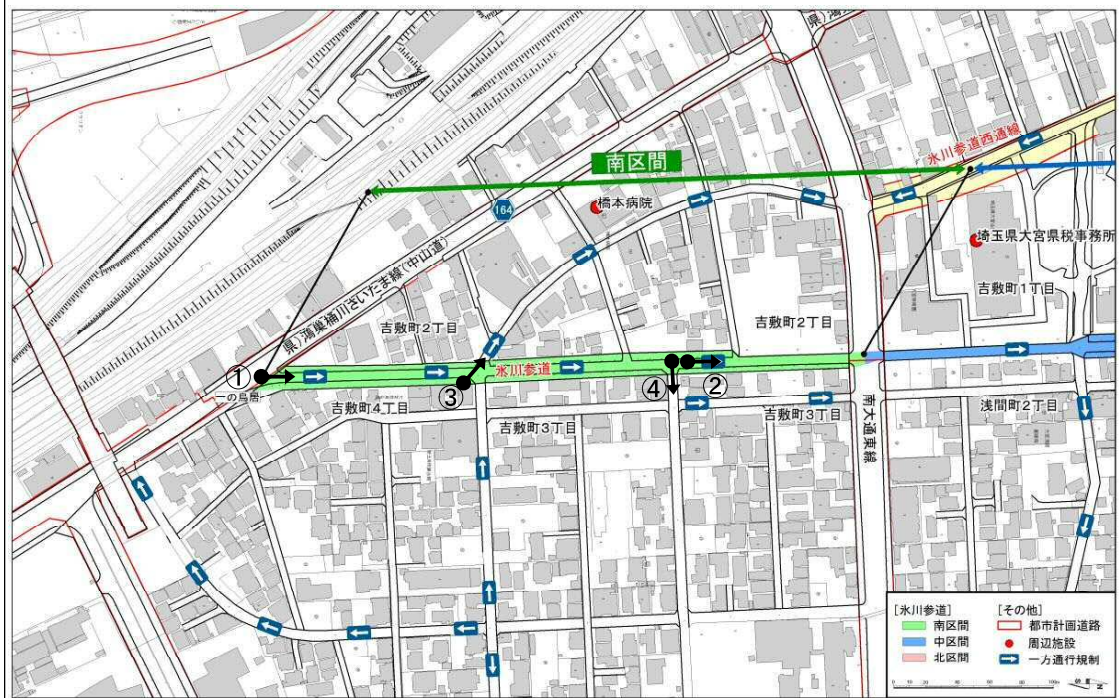 県)鴻
南区間
氷川参道西通線
橋本病院
164
埼玉県大宮県税事務所
県)鴻巣桶川さいたま線(中山道)
吉敷町1丁目
吉敷町2丁目
吉敷町2丁目
①
一の鳥居
氷川参道
③
④
②
吉敷町4丁目
吉敷町3丁目
吉敷町3丁目
南大通東線
浅間町2丁目
[氷川参道]
南区間
中区間
北区間
[その他]
都市計画道路
周辺施設
一方通行規制